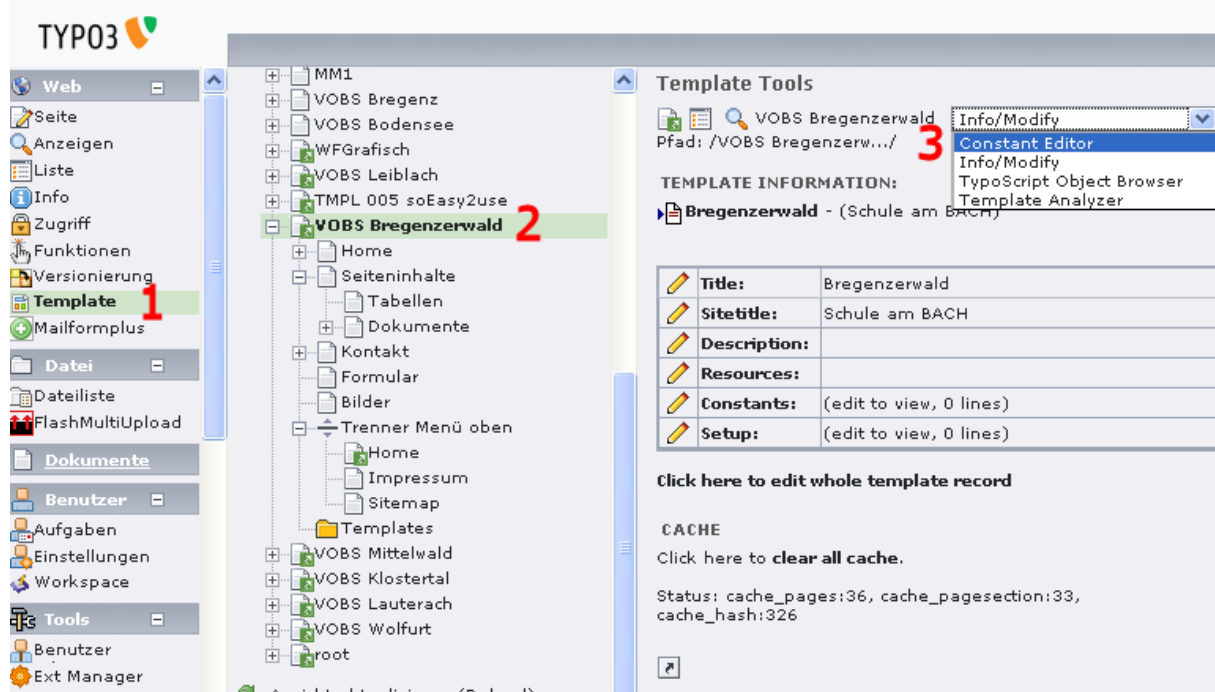 TYPO3
Web
Seite
Anzeigen
Liste
Info
Zugriff
Funktionen
Versionierung
Template 1
Mailformplus
Datei
Dateiliste
FlashMultiUpload
Dokumente
Benutzer
Aufgaben
Einstellungen
Workspace
Tools
Benutzer
Ext Manager
MM1
VOBS Bregenz
VOBS Bodensee
WFGrafisch
VOBS Leiblach
TMPL 005 soEasy2use
VOBS Bregenzerwald 2
Home
Seiteninhalte
Tabellen
Dokumente
Kontakt
Formular
Bilder
Trenner Menü oben
Home
Impressum
Sitemap
Templates
VOBS Mittelwald
VOBS Klostertal
VOBS Lauterach
VOBS Wolfurt
root
Template Tools
VOBS Bregenzerwald Info/Modify
Pfad: /VOBS Bregenzerw.../ 3
Constant Editor
Info/Modify
TypoScript Object Browser
Template Analyzer
TEMPLATE INFORMATION:
Bregenzerwald - (Schule am BACH)
Title: Bregenzerwald
Sitetitle: Schule am BACH
Description:
Resources:
Constants: (edit to view, 0 lines)
Setup: (edit to view, 0 lines)
Click here to edit whole template record
CACHE
Click here to clear all cache.
Status: cache_pages:36, cache_pagesection:33,
cache_hash:326